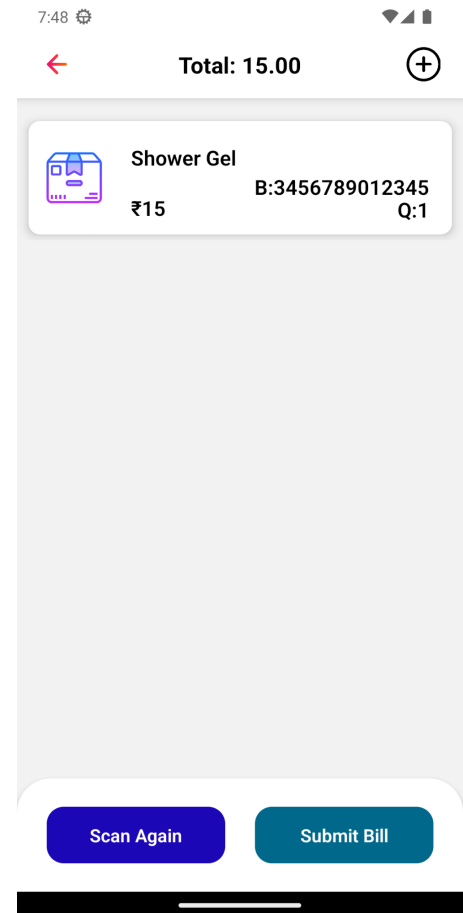 7:48
Total: 15.00
Shower Gel
B:3456789012345
₹15
Q:1
Scan Again
Submit Bill